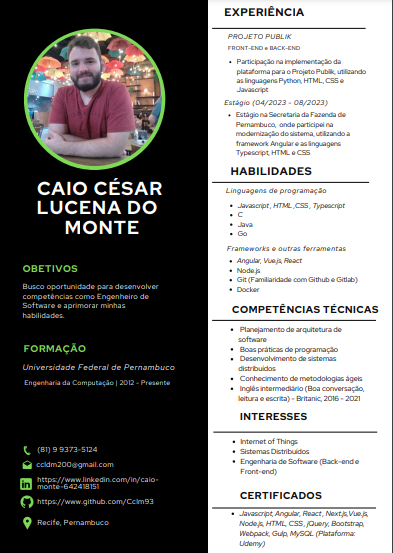 CAIO CÉSAR
LUCENA DO
MONTE
OBETIVOS
Busco oportunidade para desenvolver
competências como Engenheiro de
Software e aprimorar minhas
habilidades.
FORMAÇÃO
Universidade Federal de Pernambuco
Engenharia da Computação | 2012 - Presente
(81) 9 9373-5124
ccldm200@gmail.com
https://www.linkedin.com/in/caio-
monte-642418151
https://www.github.com/Cclm93
Recife, Pernambuco
EXPERIÊNCIA
PROJETO PUBLIK
FRONT-END e BACK-END
• Participação na implementação da
plataforma para o Projeto Publik, utilizando
as linguagens Python, HTML, CSS e
Javascript
Estágio (04/2023 - 08/2023)
• Estágio na Secretaria da Fazenda de
Pernambuco, onde participei na
modernização do sistema, utilizando a
framework Angular e as linguagens
Typescript, HTML e CSS
HABILIDADES
Linguagens de programação
• Javascript, HTML ,CSS , Typescript
• C
• Java
• Go
Frameworks e outras ferramentas
• Angular, Vue.js, React
• Node.js
• Git (Familiaridade com Github e Gitlab)
• Docker
COMPETÊNCIAS TÉCNICAS
• Planejamento de arquitetura de
software
• Boas práticas de programação
• Desenvolvimento de sistemas
distribuídos
• Conhecimento de metodologias ágeis
• Inglês intermediário (Boa conversação,
leitura e escrita) - Britanic, 2016 - 2021
INTERESSES
• Internet of Things
• Sistemas Distribuídos
• Engenharia de Software (Back-end e
Front-end)
CERTIFICADOS
• Javascript, Angular, React , Next.js,Vue.js,
Node.js, HTML, CSS, jQuery, Bootstrap,
Webpack, Gulp, MySQL (Plataforma:
Udemy)